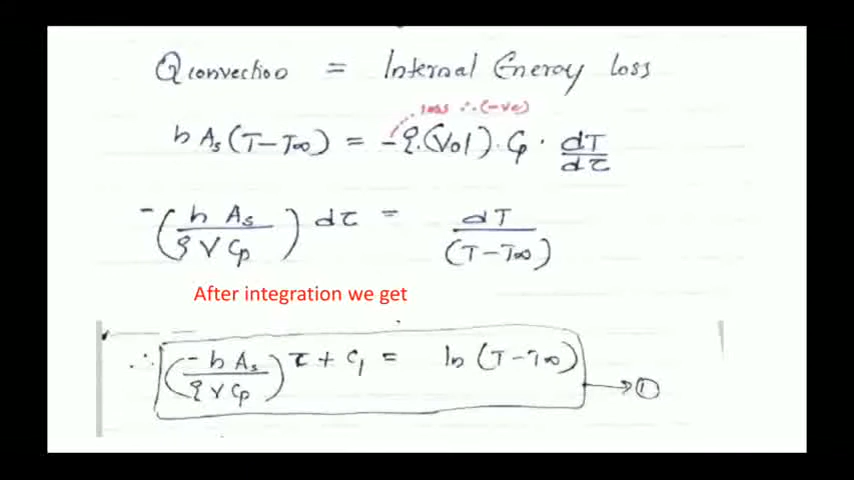 Qconvection = Internal Energy loss
loss ∴ (-ve)
h As (T - T∞) = - ρ.(Vol).Cp . dT/dτ
-(h As/ρ V Cp) dτ = dT/(T - T∞)
After integration we get
∴ (-h As/ρ V Cp) τ + C1 = ln (T - T∞) → ①